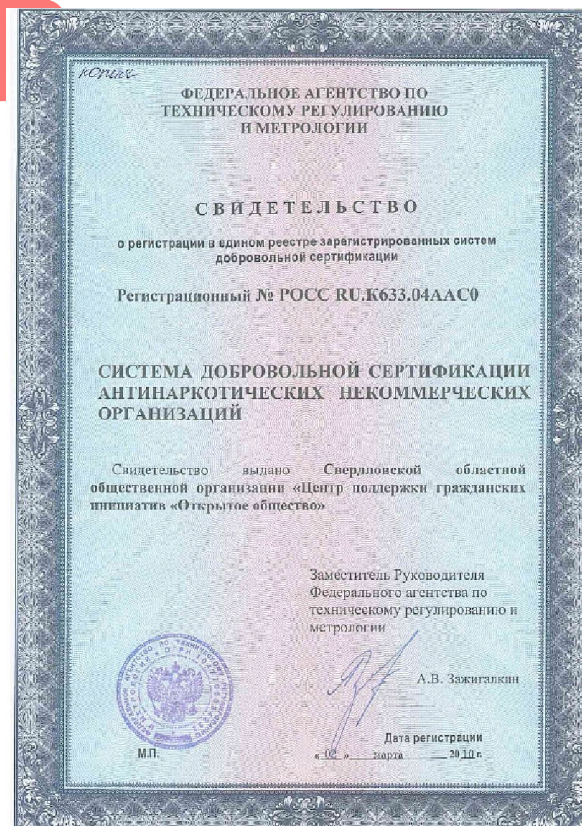 копия
ФЕДЕРАЛЬНОЕ АГЕНТСТВО ПО
ТЕХНИЧЕСКОМУ РЕГУЛИРОВАНИЮ
И МЕТРОЛОГИИ
СВИДЕТЕЛЬСТВО
о регистрации в едином реестре зарегистрированных систем
добровольной сертификации
Регистрационный № РОСС RU.К633.04ААС0
СИСТЕМА ДОБРОВОЛЬНОЙ СЕРТИФИКАЦИИ
АНТИНАРКОТИЧЕСКИХ НЕКОММЕРЧЕСКИХ
ОРГАНИЗАЦИЙ
Свидетельство выдано Свердловской областной
общественной организации «Центр поддержки гражданских
инициатив «Открытое общество»
Заместитель Руководителя
Федерального агентства по
техническому регулированию и
метрологии
А.В. Зажигалкин
Дата регистрации
М.П.
« 02 » марта 2010 г.